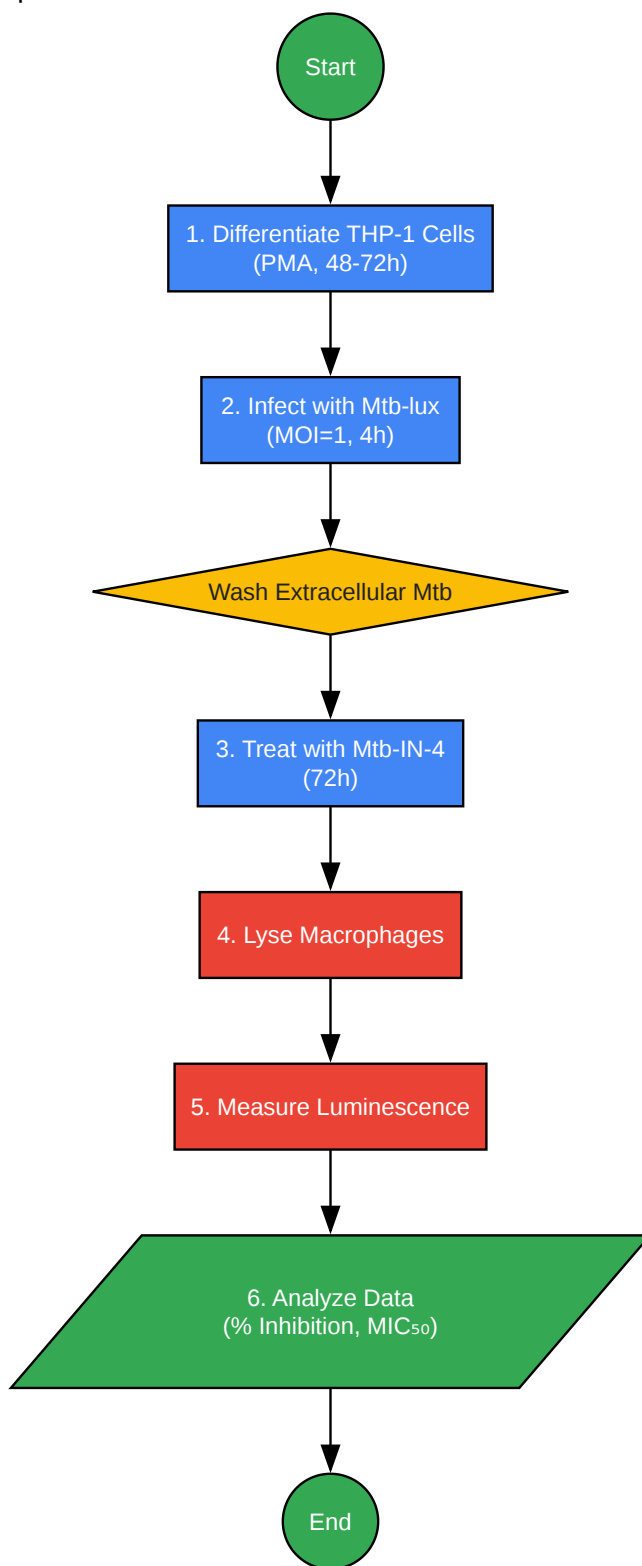 Start
1. Differentiate THP-1 Cells
(PMA, 48-72h)
2. Infect with Mtb-lux
(MOI=1, 4h)
Wash Extracellular Mtb
3. Treat with Mtb-IN-4
(72h)
4. Lyse Macrophages
5. Measure Luminescence
6. Analyze Data
(% Inhibition, MIC₅₀)
End